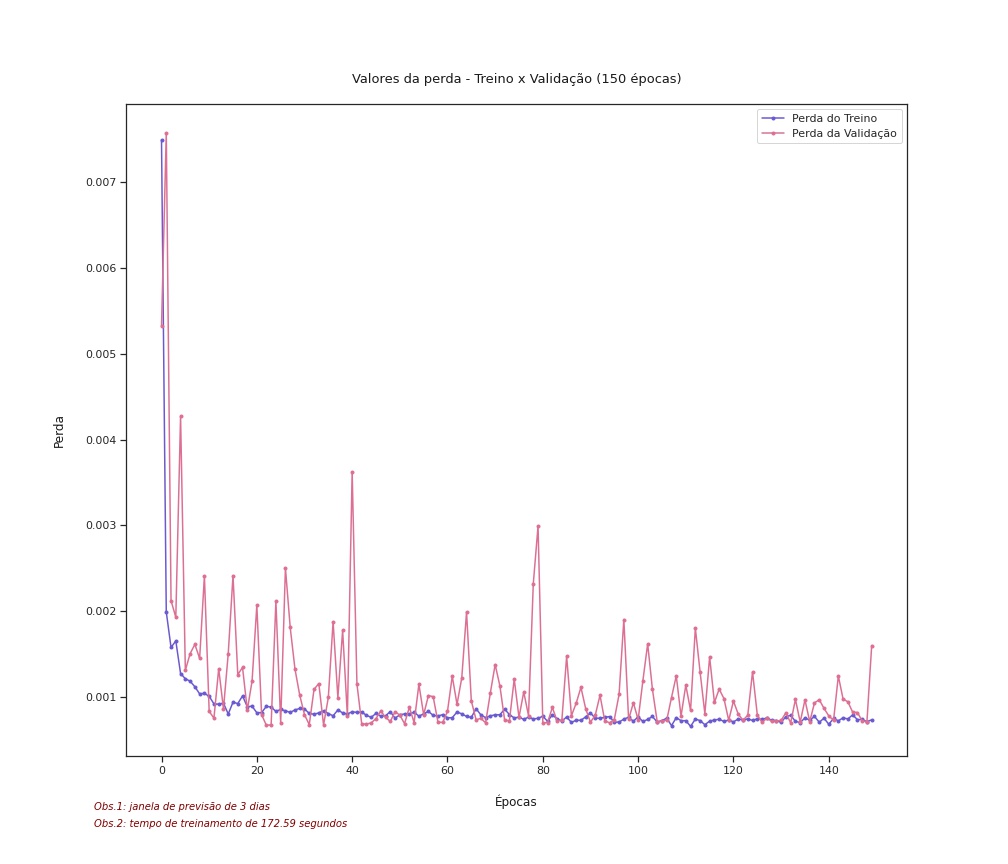 Valores da perda - Treino x Validação (150 épocas)
Perda do Treino
Perda da Validação
0.007
0.006
0.005
0.004
0.003
0.002
0.001
Perda
0 20 40 60 80 100 120 140
Épocas
Obs.1: janela de previsão de 3 dias
Obs.2: tempo de treinamento de 172.59 segundos